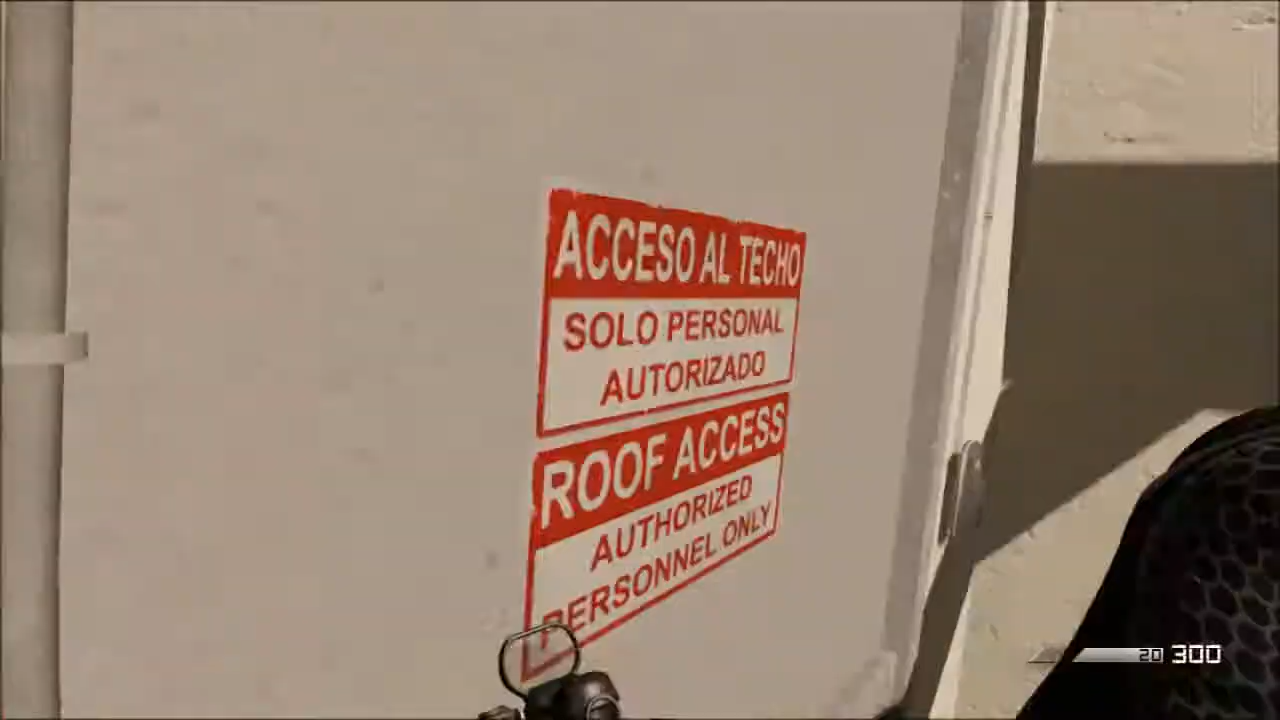 ACCESO AL TECHO
SOLO PERSONAL
AUTORIZADO
ROOF ACCESS
AUTHORIZED
PERSONNEL ONLY
20 300